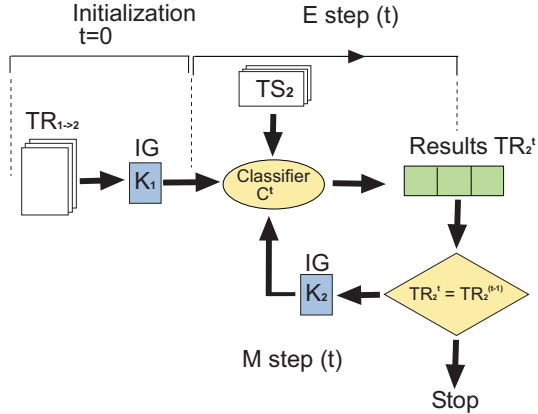 Initialization
t=0
E step (t)
TS₂
TR₁->₂
IG
K₁
Classifier
Cᵗ
Results TR₂ᵗ
IG
K₂
TR₂ᵗ = TR₂⁽ᵗ⁻¹⁾
M step (t)
Stop